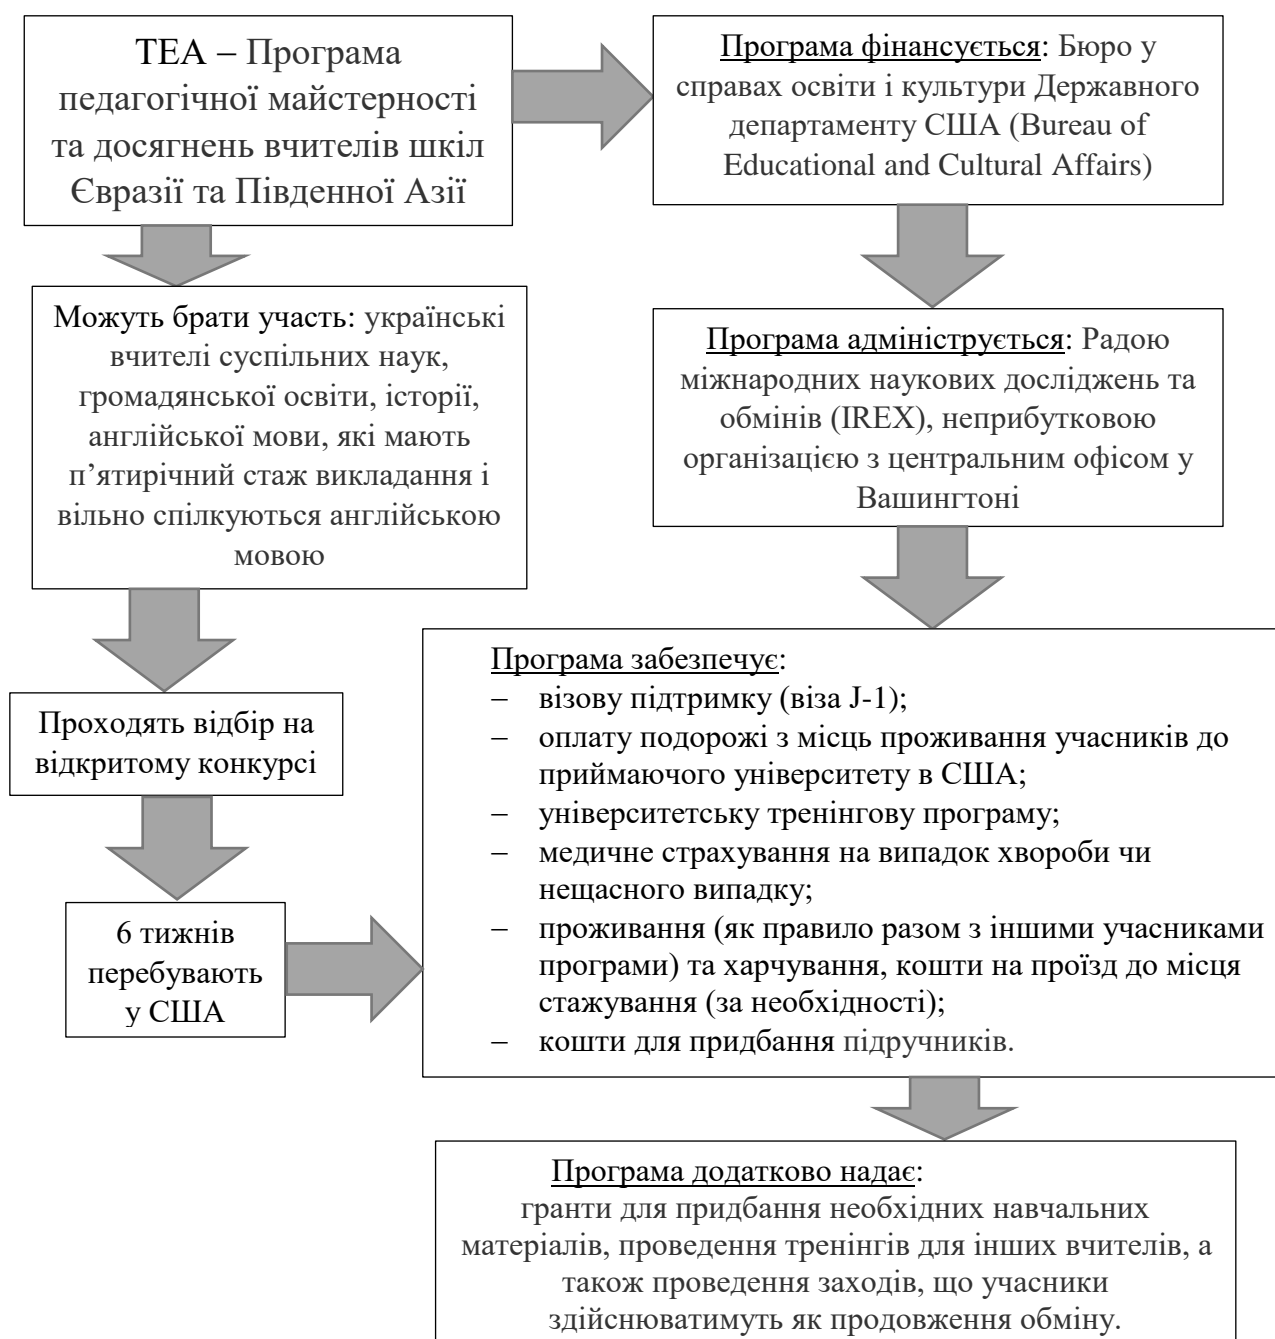 TEA – Програма
педагогічної майстерності
та досягнень вчителів шкіл
Євразії та Південної Азії
Програма фінансується: Бюро у
справах освіти і культури Державного
департаменту США (Bureau of
Educational and Cultural Affairs)
Можуть брати участь: українські
вчителі суспільних наук,
громадянської освіти, історії,
англійської мови, які мають
п’ятирічний стаж викладання і
вільно спілкуються англійською
мовою
Програма адмініструється: Радою
міжнародних наукових досліджень та
обмінів (IREX), неприбутковою
організацією з центральним офісом у
Вашингтоні
Проходять відбір на
відкритому конкурсі
6 тижнів
перебувають
у США
Програма забезпечує:
– візову підтримку (віза J-1);
– оплату подорожі з місць проживання учасників до
приймаючого університету в США;
– університетську тренінгову програму;
– медичне страхування на випадок хвороби чи
нещасного випадку;
– проживання (як правило разом з іншими учасниками
програми) та харчування, кошти на проїзд до місця
стажування (за необхідності);
– кошти для придбання підручників.
Програма додатково надає:
гранти для придбання необхідних навчальних
матеріалів, проведення тренінгів для інших вчителів, а
також проведення заходів, що учасники
здійснюватимуть як продовження обміну.